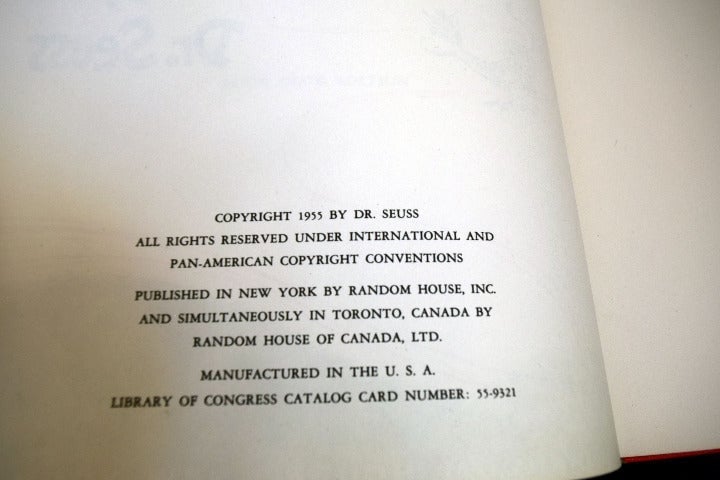 Dr. Seuss
COPYRIGHT 1955 BY DR. SEUSS
ALL RIGHTS RESERVED UNDER INTERNATIONAL AND
PAN-AMERICAN COPYRIGHT CONVENTIONS
PUBLISHED IN NEW YORK BY RANDOM HOUSE, INC.
AND SIMULTANEOUSLY IN TORONTO, CANADA BY
RANDOM HOUSE OF CANADA, LTD.
MANUFACTURED IN THE U. S. A.
LIBRARY OF CONGRESS CATALOG CARD NUMBER: 55-9321